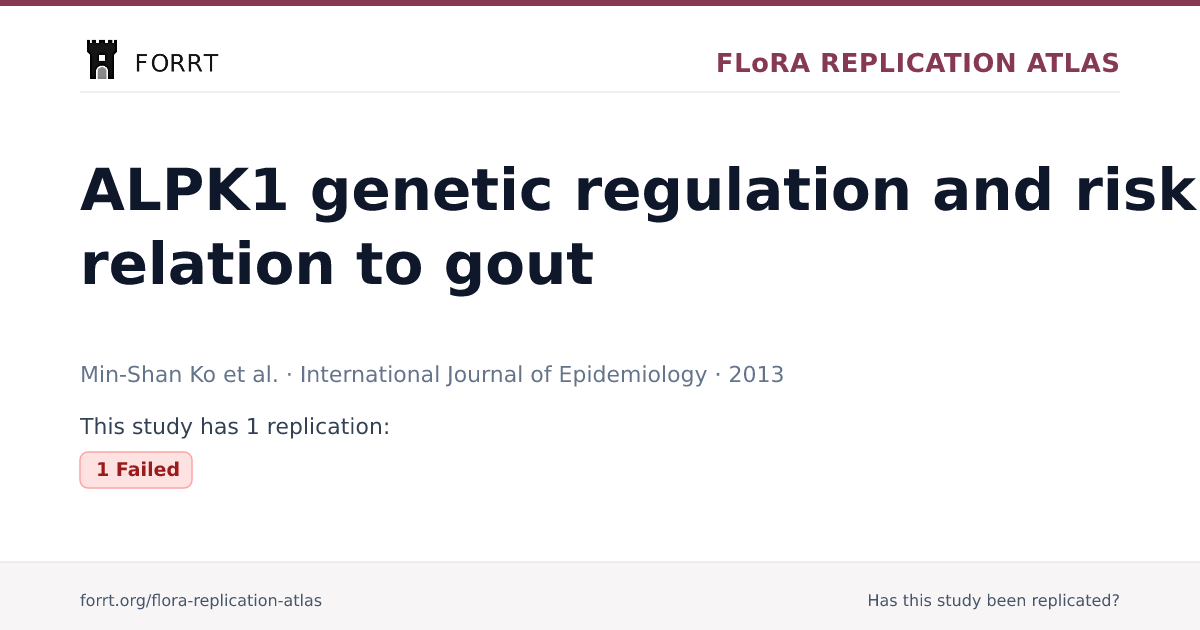 FORRT
FLoRA REPLICATION ATLAS
ALPK1 genetic regulation and risk
relation to gout
Min-Shan Ko et al. · International Journal of Epidemiology · 2013
This study has 1 replication:
1 Failed
forrt.org/flora-replication-atlas
Has this study been replicated?